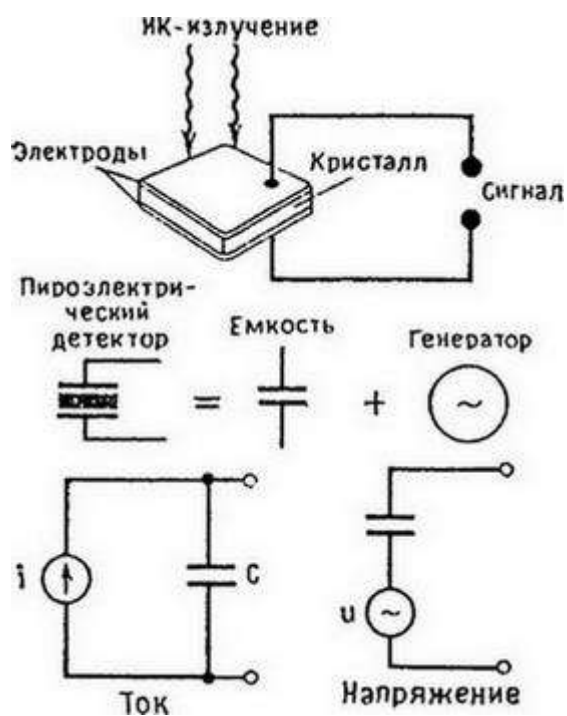 ИК-излучение
Электроды
Кристалл
Сигнал
Пироэлектри-
ческий
детектор
=
Емкость
+
Генератор
~
i
C
Ток
u
~
Напряжение